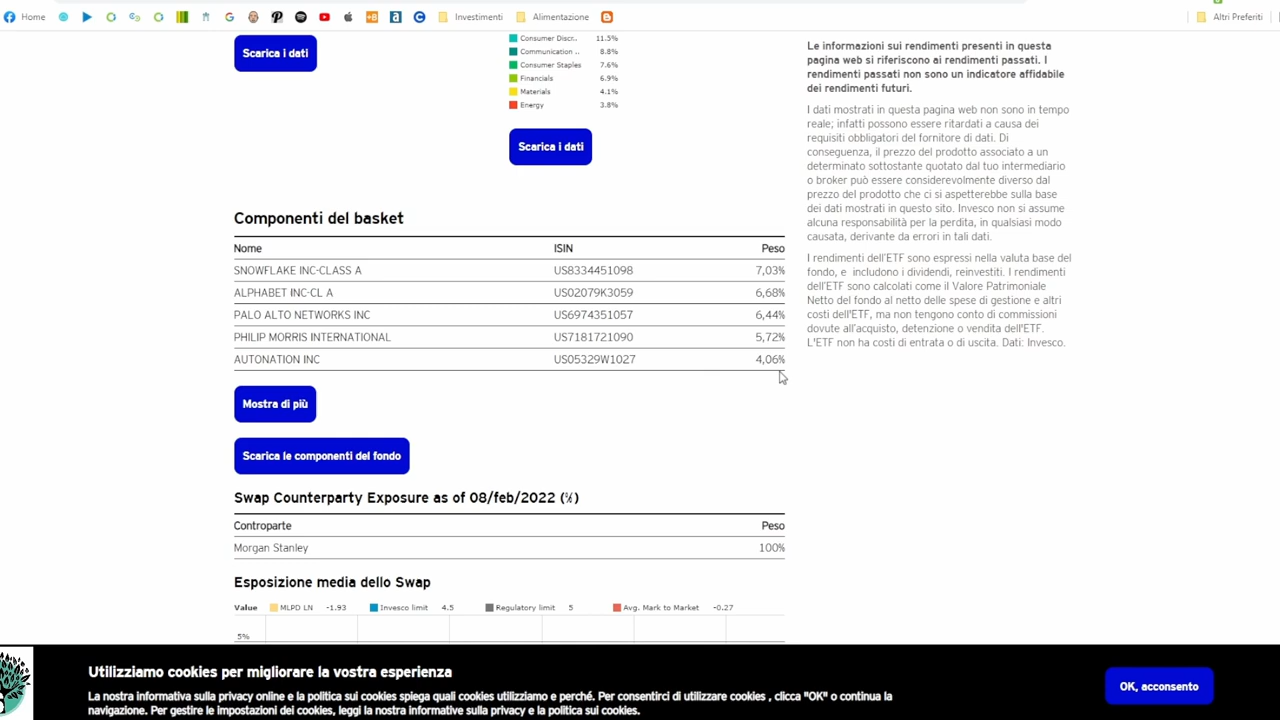 Home
Investimenti
Alimentazione
Altri Preferiti
Scarica i dati
Consumer Discr.. 11.5%
Communication .. 8.8%
Consumer Staples 7.6%
Financials 6.9%
Materials 4.1%
Energy 3.8%
Scarica i dati
Componenti del basket
Nome ISIN Peso
SNOWFLAKE INC-CLASS A US8334451098 7,03%
ALPHABET INC-CL A US02079K3059 6,68%
PALO ALTO NETWORKS INC US6974351057 6,44%
PHILIP MORRIS INTERNATIONAL US7181721090 5,72%
AUTONATION INC US05329W1027 4,06%
Mostra di più
Scarica le componenti del fondo
Swap Counterparty Exposure as of 08/feb/2022 (⅟)
Controparte Peso
Morgan Stanley 100%
Esposizione media dello Swap
Value MLPD LN -1.93 Invesco limit 4.5 Regulatory limit 5 Avg. Mark to Market -0.27
5%
Le informazioni sui rendimenti presenti in questa
pagina web si riferiscono ai rendimenti passati. I
rendimenti passati non sono un indicatore affidabile
dei rendimenti futuri.
I dati mostrati in questa pagina web non sono in tempo
reale; infatti possono essere ritardati a causa dei
requisiti obbligatori del fornitore di dati. Di
conseguenza, il prezzo del prodotto associato a un
determinato sottostante quotato dal tuo intermediario
o broker può essere considerevolmente diverso dal
prezzo del prodotto che ci si aspetterebbe sulla base
dei dati mostrati in questo sito. Invesco non si assume
alcuna responsabilità per la perdita, in qualsiasi modo
causata, derivante da errori in tali dati.
I rendimenti dell'ETF sono espressi nella valuta base del
fondo, e includono i dividendi, reinvestiti. I rendimenti
dell'ETF sono calcolati come il Valore Patrimoniale
Netto del fondo al netto delle spese di gestione e altri
costi dell'ETF, ma non tengono conto di commissioni
dovute all'acquisto, detenzione o vendita dell'ETF.
L'ETF non ha costi di entrata o di uscita. Dati: Invesco.
Utilizziamo cookies per migliorare la vostra esperienza
La nostra informativa sulla privacy online e la politica sui cookies spiega quali cookies utilizziamo e perché. Per consentirci di utilizzare cookies , clicca "OK" o continua la
navigazione. Per gestire le impostazioni dei cookies, leggi la nostra informative sulla privacy e la politica sui cookies.
OK, acconsento